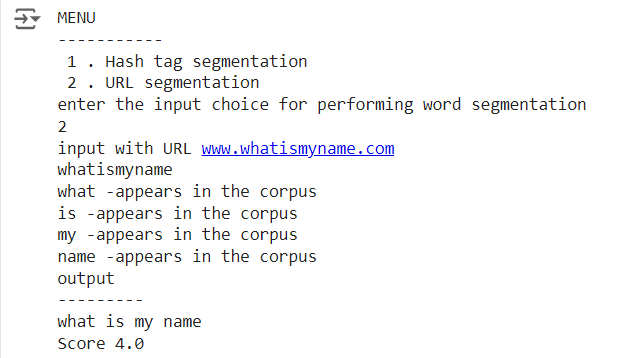 MENU
-----------
1 . Hash tag segmentation
2 . URL segmentation
enter the input choice for performing word segmentation
2
input with URL www.whatismyname.com
whatismyname
what -appears in the corpus
is -appears in the corpus
my -appears in the corpus
name -appears in the corpus
output
---------
what is my name
Score 4.0